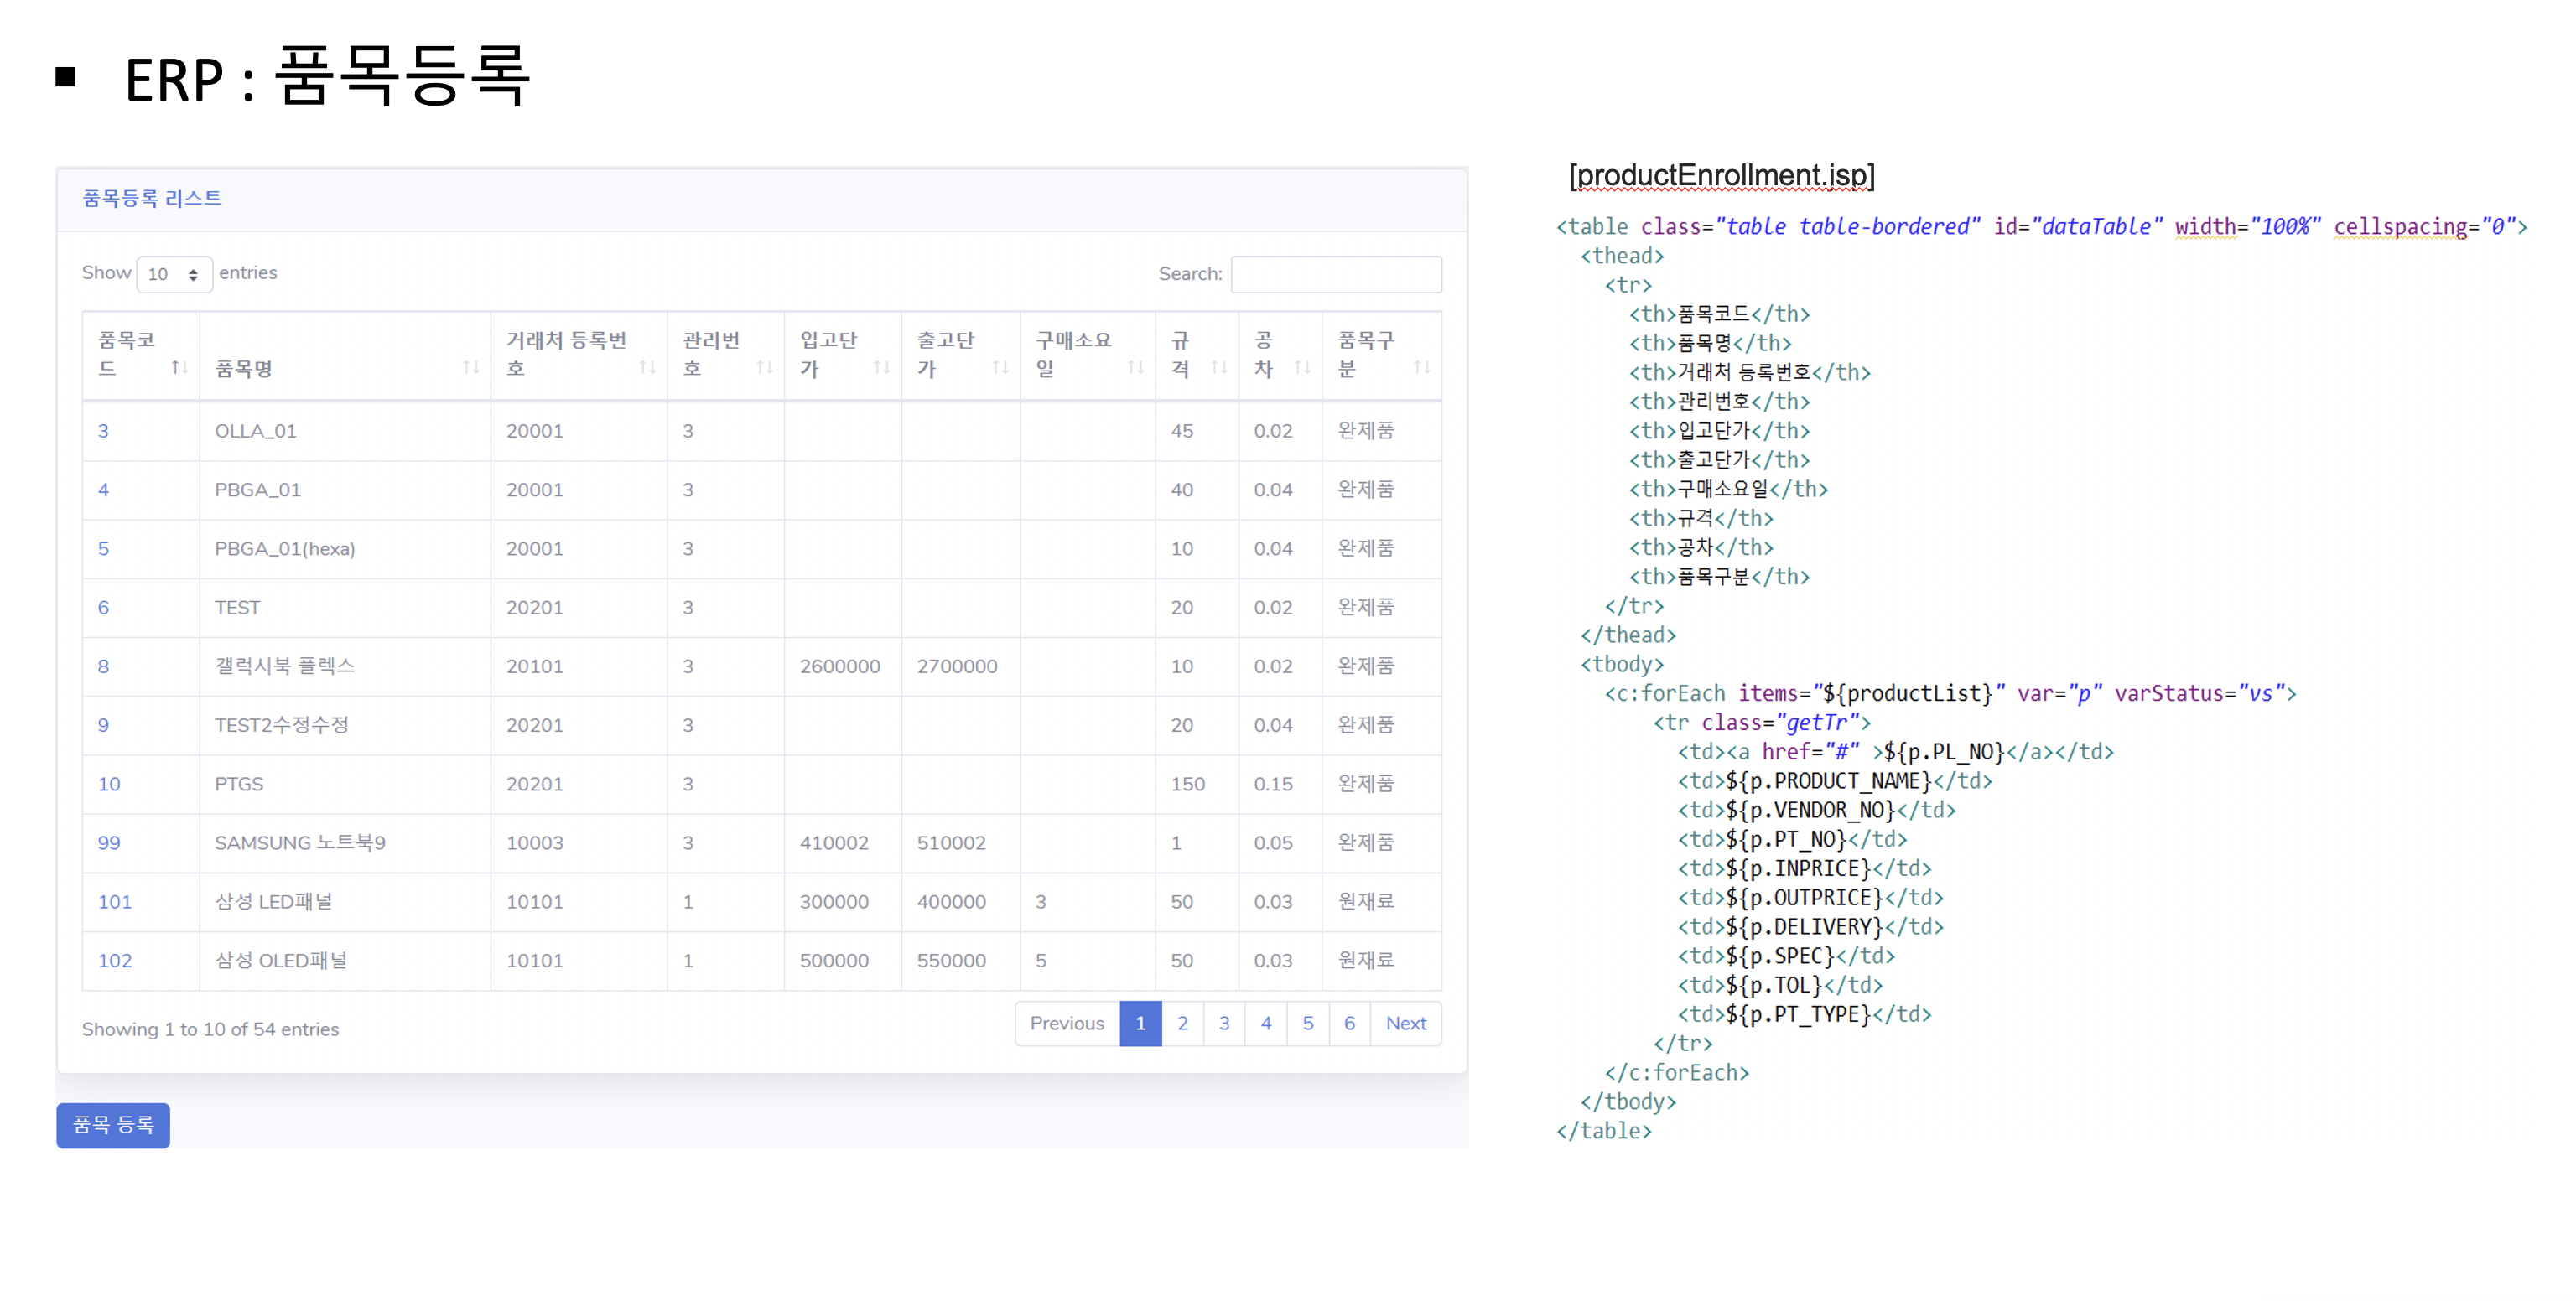 ▪ ERP : 품목등록
품목등록 리스트
Show 10 entries
Search:
품목코드 품목명 거래처 등록번호 관리번호 입고단가 출고단가 구매소요일 규격 공차 품목구분
3 OLLA_01 20001 3 45 0.02 완제품
4 PBGA_01 20001 3 40 0.04 완제품
5 PBGA_01(hexa) 20001 3 10 0.04 완제품
6 TEST 20201 3 20 0.02 완제품
8 갤럭시북 플렉스 20101 3 2600000 2700000 10 0.02 완제품
9 TEST2수정수정 20201 3 20 0.04 완제품
10 PTGS 20201 3 150 0.15 완제품
99 SAMSUNG 노트북9 10003 3 410002 510002 1 0.05 완제품
101 삼성 LED패널 10101 1 300000 400000 3 50 0.03 원재료
102 삼성 OLED패널 10101 1 500000 550000 5 50 0.03 원재료
Showing 1 to 10 of 54 entries
Previous 1 2 3 4 5 6 Next
품목 등록
[productEnrollment.jsp]
<table class="table table-bordered" id="dataTable" width="100%" cellspacing="0">
<thead>
<tr>
<th>품목코드</th>
<th>품목명</th>
<th>거래처 등록번호</th>
<th>관리번호</th>
<th>입고단가</th>
<th>출고단가</th>
<th>구매소요일</th>
<th>규격</th>
<th>공차</th>
<th>품목구분</th>
</tr>
</thead>
<tbody>
<c:forEach items="${productList}" var="p" varStatus="vs">
<tr class="getTr">
<td><a href="#" >${p.PL_NO}</a></td>
<td>${p.PRODUCT_NAME}</td>
<td>${p.VENDOR_NO}</td>
<td>${p.PT_NO}</td>
<td>${p.INPRICE}</td>
<td>${p.OUTPRICE}</td>
<td>${p.DELIVERY}</td>
<td>${p.SPEC}</td>
<td>${p.TOL}</td>
<td>${p.PT_TYPE}</td>
</tr>
</c:forEach>
</tbody>
</table>